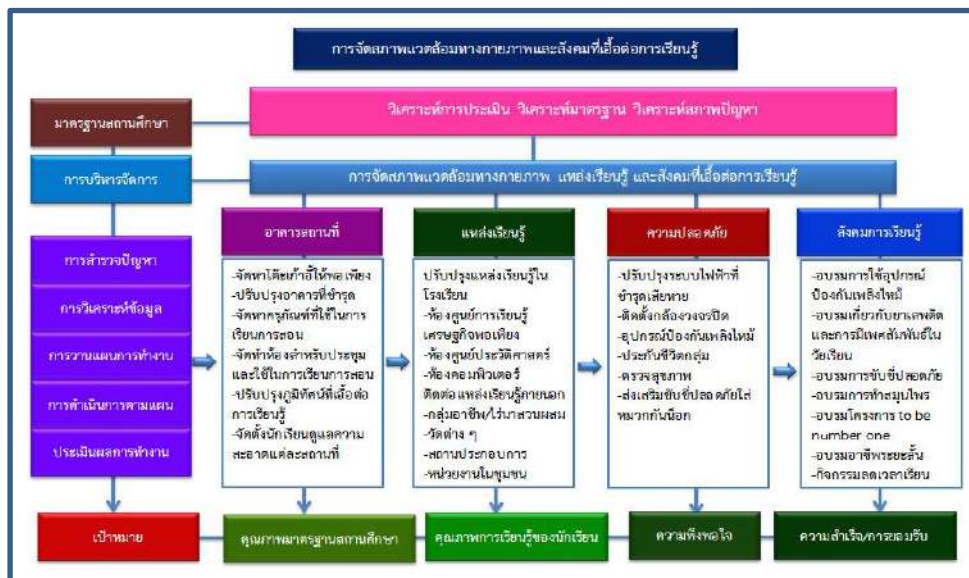 การจัดสภาพแวดล้อมทางกายภาพและสังคมที่เอื้อต่อการเรียนรู้
มาตรฐานสถานศึกษา
วิเคราะห์การประเมิน วิเคราะห์มาตรฐาน วิเคราะห์สภาพปัญหา
การบริหารจัดการ
การจัดสภาพแวดล้อมทางกายภาพ แหล่งเรียนรู้ และสังคมที่เอื้อต่อการเรียนรู้
การสำรวจปัญหา
การวิเคราะห์ข้อมูล
การวางแผนการทำงาน
การดำเนินการตามแผน
ประเมินผลการทำงาน
อาคารสถานที่
-จัดหาโต๊ะเก้าอี้ให้พอเพียง
-ปรับปรุงอาคารที่ชำรุด
-จัดหาครุภัณฑ์ที่ใช้ในการ
เรียนการสอน
-จัดทำห้องสำหรับประชุม
และใช้ในการเรียนการสอน
-ปรับปรุงภูมิทัศน์ที่เอื้อต่อ
การเรียนรู้
-จัดตั้งนักเรียนดูแลความ
สะอาดแต่ละสถานที่
แหล่งเรียนรู้
ปรับปรุงแหล่งเรียนรู้ใน
โรงเรียน
-ห้องศูนย์การเรียนรู้
เศรษฐกิจพอเพียง
-ห้องศูนย์ประวัติศาสตร์
-ห้องคอมพิวเตอร์
ติดต่อแหล่งเรียนรู้ภายนอก
-กลุ่มอาชีพ/ไร่นาสวนผสม
-วัดต่าง ๆ
-สถานประกอบการ
-หน่วยงานในชุมชน
ความปลอดภัย
-ปรับปรุงระบบไฟฟ้าที่
ชำรุดเสียหาย
-ติดตั้งกล้องวงจรปิด
-อุปกรณ์ป้องกันเพลิงไหม้
-ประกันชีวิตกลุ่ม
-ตรวจสุขภาพ
-ส่งเสริมขับขี่ปลอดภัยใส่
หมวกกันน็อก
สังคมการเรียนรู้
-อบรมการใช้อุปกรณ์
ป้องกันเพลิงไหม้
-อบรมเกี่ยวกับยาเสพติด
และการมีเพศสัมพันธ์ใน
วัยเรียน
-อบรมการขับขี่ปลอดภัย
-อบรมการทำสมุนไพร
-อบรมโครงการ to be
number one
-อบรมอาชีพระยะสั้น
-กิจกรรมลดเวลาเรียน
เป้าหมาย
คุณภาพมาตรฐานสถานศึกษา
คุณภาพการเรียนรู้ของนักเรียน
ความพึงพอใจ
ความสำเร็จ/การยอมรับ